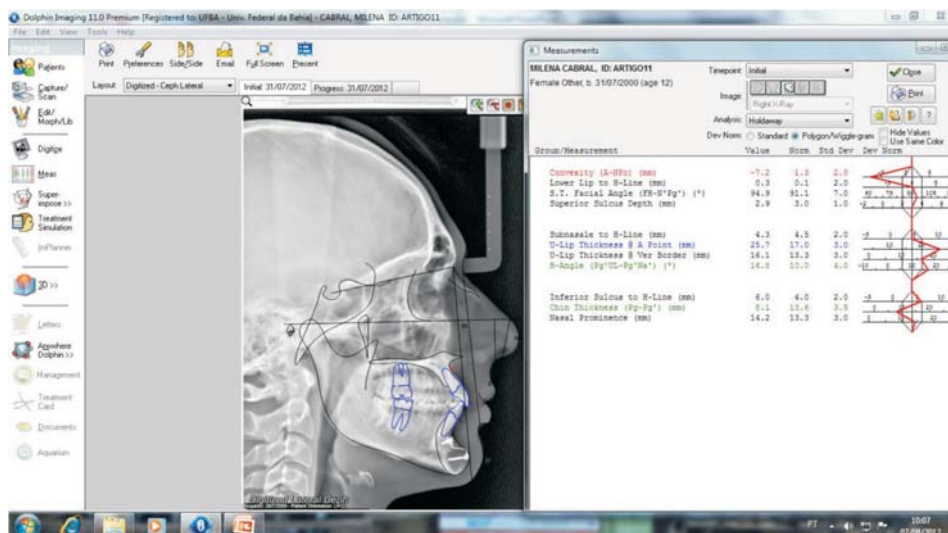 Dolphin Imaging 11.0 Premium [Registered to: UFBA - Univ. Federal da Bahia] - CABRAL, MILENA ID: ARTIGO11
File Edit View Tools Help
Imaging
Patients
Capture/
Scan
Edit/
Morph/Lib
Digitize
Meas
Super-
impose >>
Treatment
Simulation
3D >>
Letters
Anywhere
Dolphin >>
Management
Treatment
Card
Documents
Aquarium
Print Preferences Side/Side Email Full Screen Present
Layout: Digitized - Ceph Lateral
Initial: 31/07/2012 Progress: 31/07/2012
Digitized Lateral Ceph
Measurements
MILENA CABRAL, ID: ARTIGO11
Female Other, b. 31/07/2000 (age 12)
Timepoint: Initial
Image:
Right X-Ray
Analysis: Holdaway
Close
Print
Dev Norm: Standard Polygon/Wiggle-gram
Hide Values
Use Same Color
Group/Measurement Value Norm Std Dev Dev Norm
Convexity (A-NPo) (mm) -7.2 1.3 2.0
Lower Lip to H-Line (mm) 0.3 0.1 2.0
S.T. Facial Angle (FH-N'Pg') (°) 94.9 91.1 7.0
Superior Sulcus Depth (mm) 2.9 3.0 1.0
Subnasale to H-Line (mm) 4.3 4.5 2.0
U-Lip Thickness @ A Point (mm) 25.7 17.0 3.0
U-Lip Thickness @ Ver Border (mm) 16.1 13.3 3.0
H-Angle (Pg'UL-Pg'Na') (°) 16.8 10.0 4.0
Inferior Sulcus to H-Line (mm) 6.0 4.0 2.0
Chin Thickness (Pg-Pg') (mm)
Nasal Prominence (mm) 14.2 13.3 3.0
PT
10:07
07/08/2012